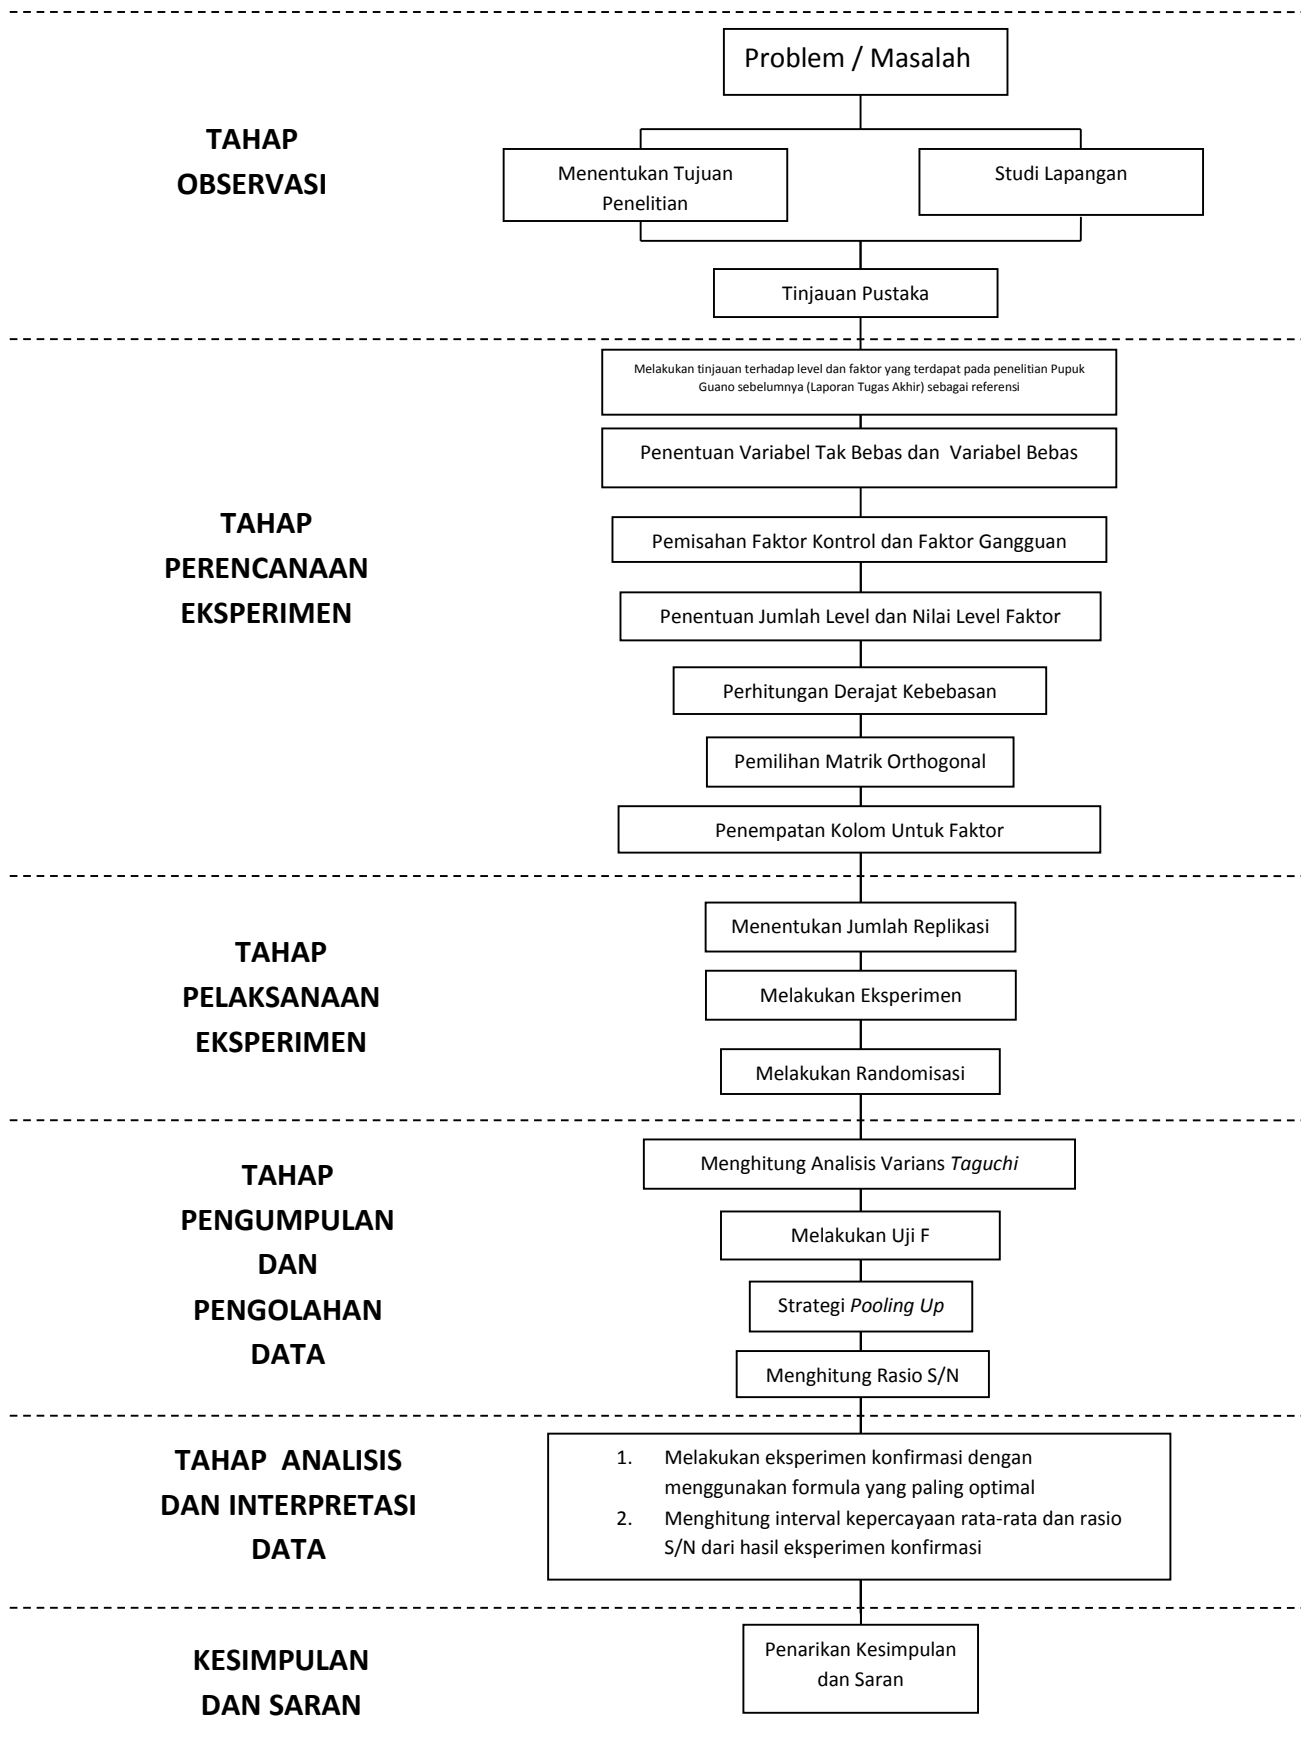 Problem / Masalah
TAHAP
OBSERVASI
Menentukan Tujuan
Penelitian
Studi Lapangan
Tinjauan Pustaka
TAHAP
PERENCANAAN
EKSPERIMEN
Melakukan tinjauan terhadap level dan faktor yang terdapat pada penelitian Pupuk
Guano sebelumnya (Laporan Tugas Akhir) sebagai referensi
Penentuan Variabel Tak Bebas dan  Variabel Bebas
Pemisahan Faktor Kontrol dan Faktor Gangguan
Penentuan Jumlah Level dan Nilai Level Faktor
Perhitungan Derajat Kebebasan
Pemilihan Matrik Orthogonal
Penempatan Kolom Untuk Faktor
TAHAP
PELAKSANAAN
EKSPERIMEN
Menentukan Jumlah Replikasi
Melakukan Eksperimen
Melakukan Randomisasi
TAHAP
PENGUMPULAN
DAN
PENGOLAHAN
DATA
Menghitung Analisis Varians Taguchi
Melakukan Uji F
Strategi Pooling Up
Menghitung Rasio S/N
TAHAP  ANALISIS
DAN INTERPRETASI
DATA
1. Melakukan eksperimen konfirmasi dengan
menggunakan formula yang paling optimal
2. Menghitung interval kepercayaan rata-rata dan rasio
S/N dari hasil eksperimen konfirmasi
KESIMPULAN
DAN SARAN
Penarikan Kesimpulan
dan Saran